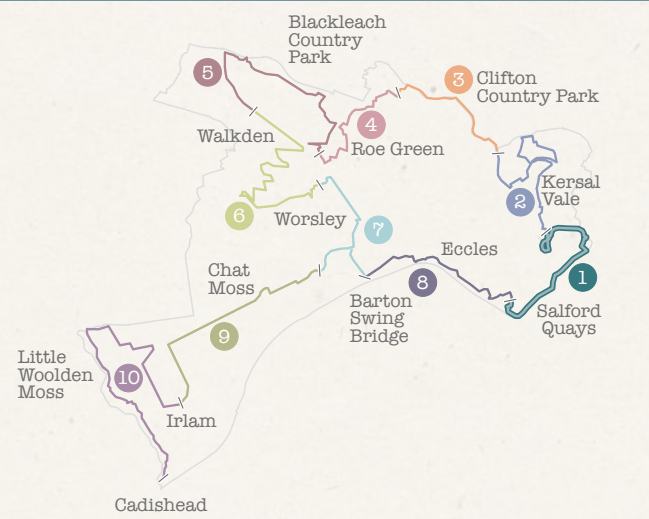 Blackleach
Country
Park
5
3
Clifton
Country Park
4
Walkden
Roe Green
Kersal
Vale
2
6
Worsley
7
Eccles
Chat
Moss
1
8
Barton
Swing
Bridge
Salford
Quays
9
Little
Woolden
Moss
10
Irlam
Cadishead